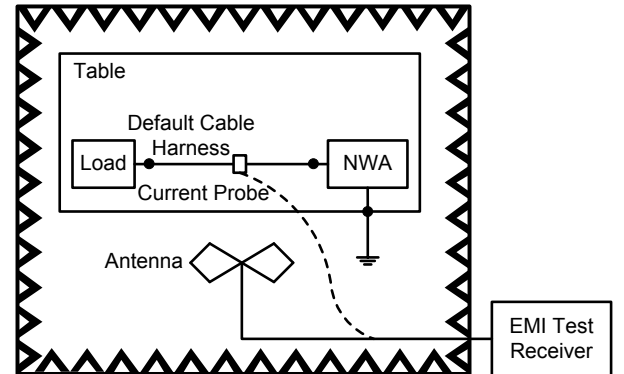 Table
Default Cable
Harness
Load
NWA
Current Probe
Antenna
EMI Test
Receiver